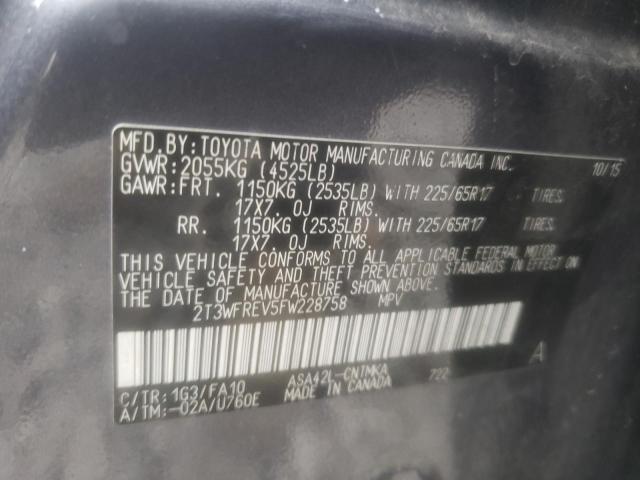 MFD.BY:TOYOTA MOTOR MANUFACTURING CANADA INC. 10/15
GVWR:2055KG (4525LB)
GAWR:FRT. 1150KG (2535LB) WITH 225/65R17 TIRES,
17X7. 0J RIMS.
RR. 1150KG (2535LB) WITH 225/65R17 TIRES,
17X7. 0J RIMS.
THIS VEHICLE CONFORMS TO ALL APPLICABLE FEDERAL MOTOR
VEHICLE SAFETY AND THEFT PREVENTION STANDARDS IN EFFECT ON
THE DATE OF MANUFACTURE SHOWN ABOVE.
2T3WFREV5FW228758 MPV
A
C/TR:1G3/FA10 ASA42L-CNTMKA 722
A/TM:-02A/U760E MADE IN CANADA